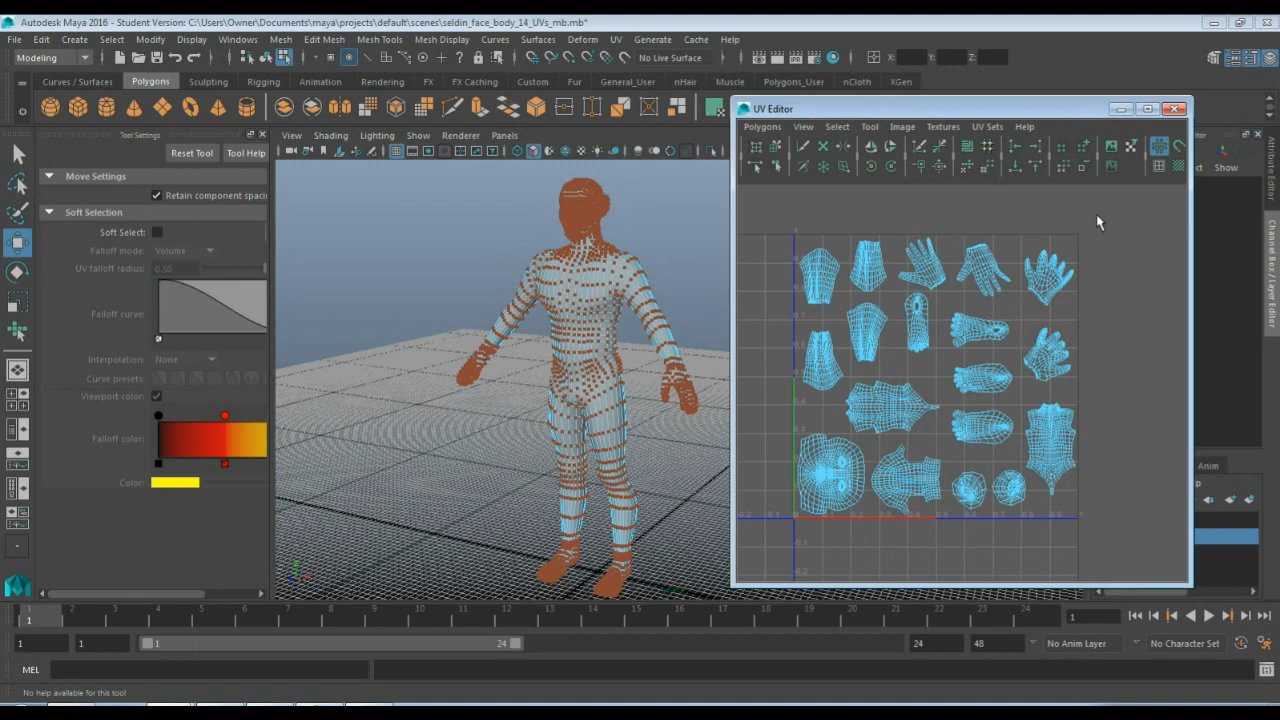 Autodesk Maya 2016 - Student Version: C:\Users\Owner\Documents\maya\projects\default\scenes\seldin_face_body_14_UVs_mb.mb*
File Edit Create Select Modify Display Windows Mesh Edit Mesh Mesh Tools Mesh Display Curves Surfaces Deform UV Generate Cache Help
Modeling No Live Surface X: Y: Z:
Curves / Surfaces Polygons Sculpting Rigging Animation Rendering FX FX Caching Custom Fur General_User nHair Muscle Polygons_User nCloth XGen
UV Editor
Polygons View Select Tool Image Textures UV Sets Help
Tool Settings
View Shading Lighting Show Renderer Panels
Reset Tool Tool Help
Show
Attribute Editor
Channel Box / Layer Editor
Move Settings
Retain component spaci
Soft Selection
Soft Select:
Falloff mode: Volume
UV falloff radius: 0.50
Falloff curve:
Interpolation: None
Curve presets:
Viewport color:
Falloff color:
Color:
Anim
1 2 3 4 5 6 7 8 9 10 11 12 13 14 15 16 17 18 19 20 21 22 23 24
1 1
1 1 1 24 24 48 No Anim Layer No Character Set
MEL
No help available for this tool